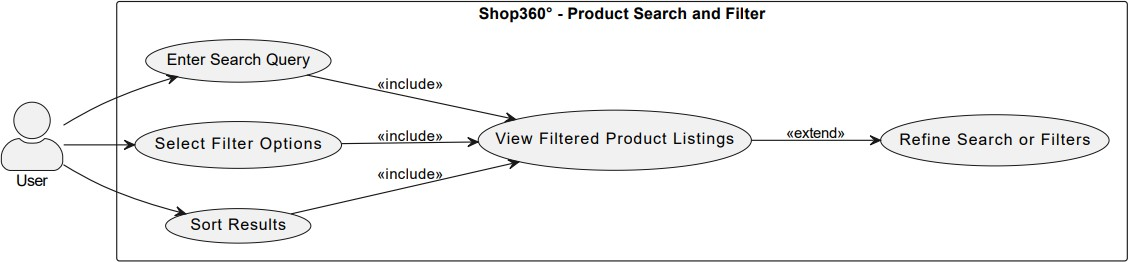 Shop360° - Product Search and Filter
Enter Search Query
«include»
Select Filter Options
«include»
View Filtered Product Listings
«extend»
Refine Search or Filters
«include»
User
Sort Results